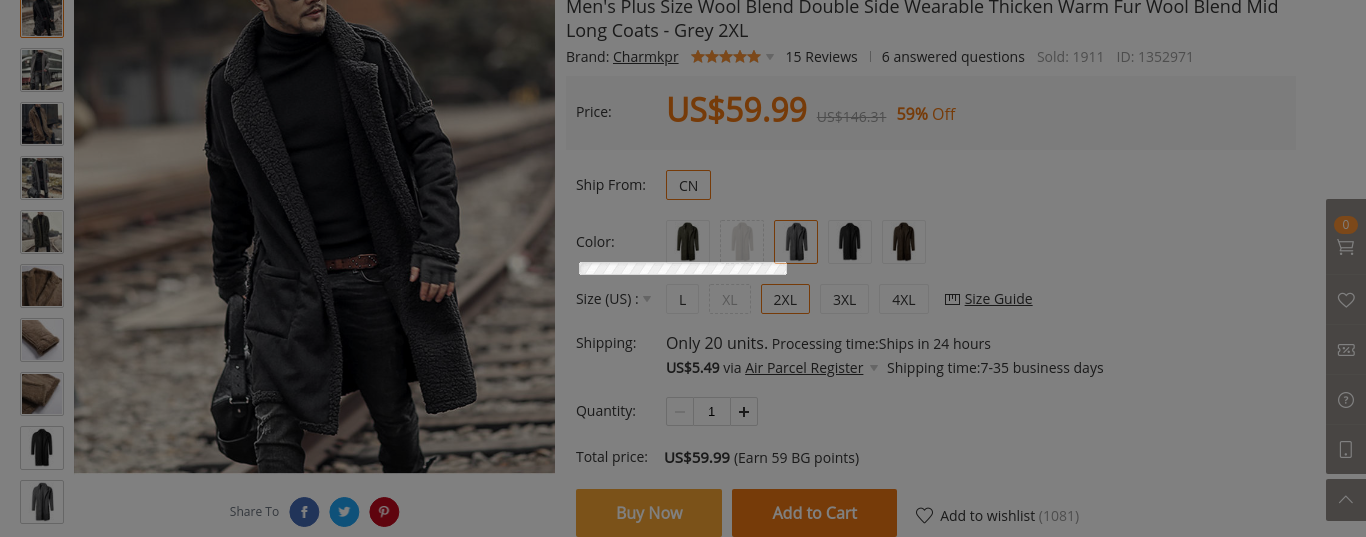 Men's Plus Size Wool Blend Double Side Wearable Thicken Warm Fur Wool Blend Mid
Long Coats - Grey 2XL
Brand: Charmkpr 15 Reviews | 6 answered questions Sold: 1911 ID: 1352971
Price: US$59.99 US$146.31 59% Off
Ship From: CN
Color:
Size (US) : L XL 2XL 3XL 4XL Size Guide
Shipping: Only 20 units. Processing time:Ships in 24 hours
US$5.49 via Air Parcel Register Shipping time:7-35 business days
Quantity: 1
Total price: US$59.99 (Earn 59 BG points)
Buy Now Add to Cart Add to wishlist (1081)
Share To
0